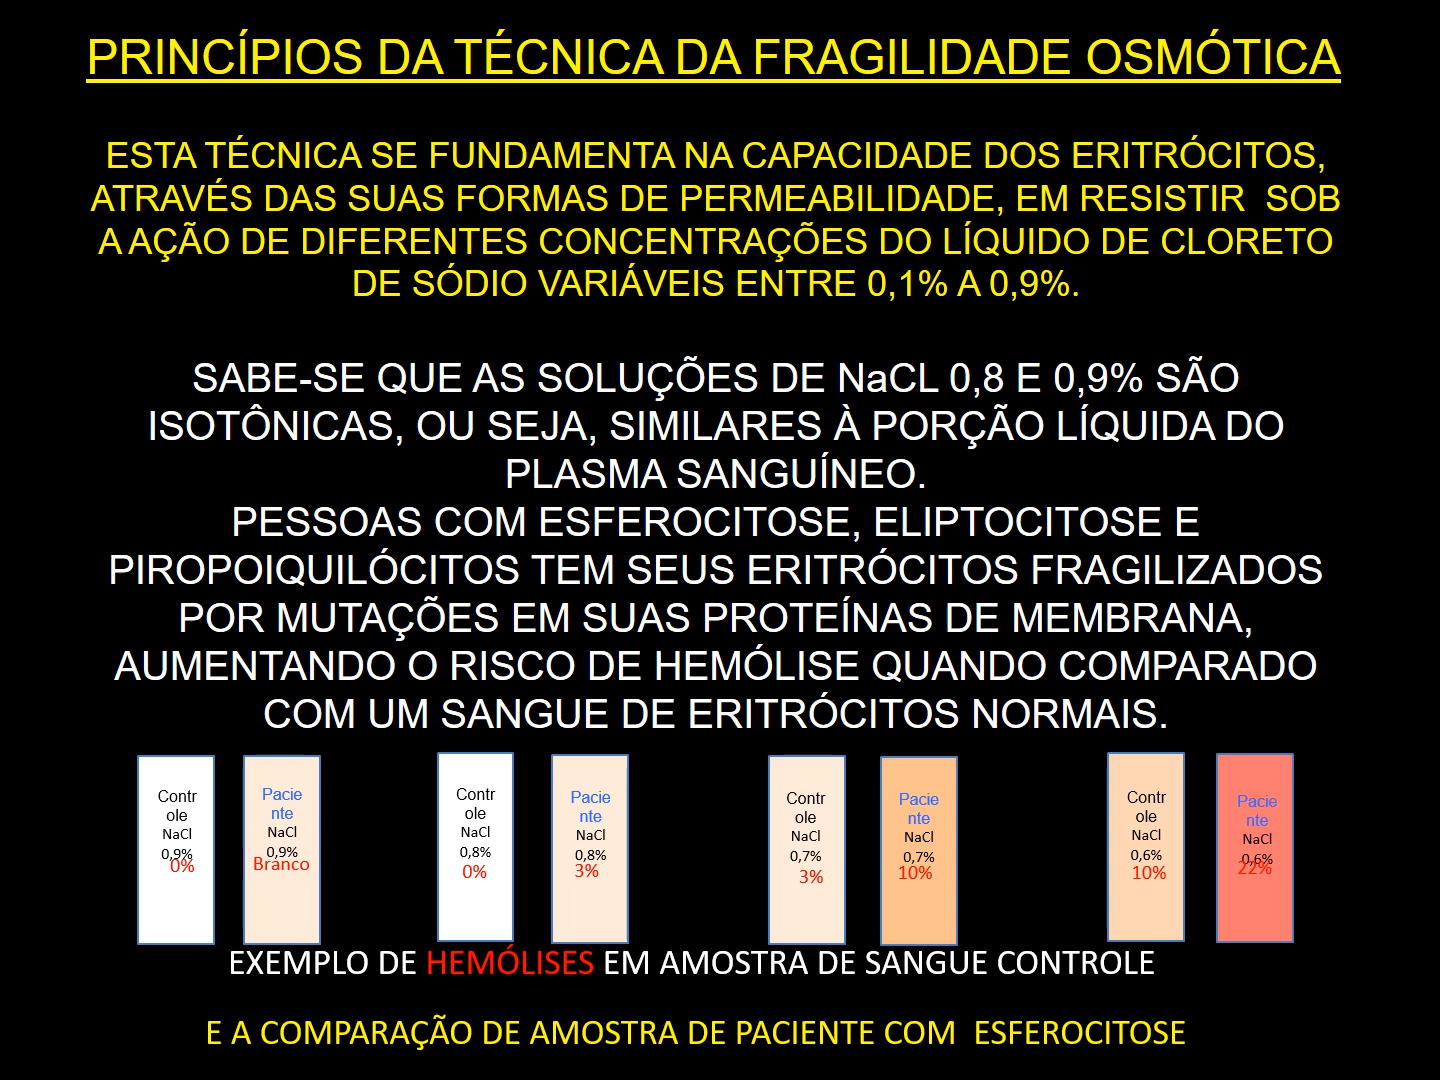 PRINCÍPIOS DA TÉCNICA DA FRAGILIDADE OSMÓTICA
ESTA TÉCNICA SE FUNDAMENTA NA CAPACIDADE DOS ERITRÓCITOS,
ATRAVÉS DAS SUAS FORMAS DE PERMEABILIDADE, EM RESISTIR SOB
A AÇÃO DE DIFERENTES CONCENTRAÇÕES DO LÍQUIDO DE CLORETO
DE SÓDIO VARIÁVEIS ENTRE 0,1% A 0,9%.
SABE-SE QUE AS SOLUÇÕES DE NaCL 0,8 E 0,9% SÃO
ISOTÔNICAS, OU SEJA, SIMILARES À PORÇÃO LÍQUIDA DO
PLASMA SANGUÍNEO.
PESSOAS COM ESFEROCITOSE, ELIPTOCITOSE E
PIROPOIQUILÓCITOS TEM SEUS ERITRÓCITOS FRAGILIZADOS
POR MUTAÇÕES EM SUAS PROTEÍNAS DE MEMBRANA,
AUMENTANDO O RISCO DE HEMÓLISE QUANDO COMPARADO
COM UM SANGUE DE ERITRÓCITOS NORMAIS.
Contr
ole
NaCl
0,9%
0%
Pacie
nte
NaCl
0,9%
Branco
Contr
ole
NaCl
0,8%
0%
Pacie
nte
NaCl
0,8%
3%
Contr
ole
NaCl
0,7%
3%
Pacie
nte
NaCl
0,7%
10%
Contr
ole
NaCl
0,6%
10%
Pacie
nte
NaCl
0,6%
22%
EXEMPLO DE HEMÓLISES EM AMOSTRA DE SANGUE CONTROLE
E A COMPARAÇÃO DE AMOSTRA DE PACIENTE COM ESFEROCITOSE